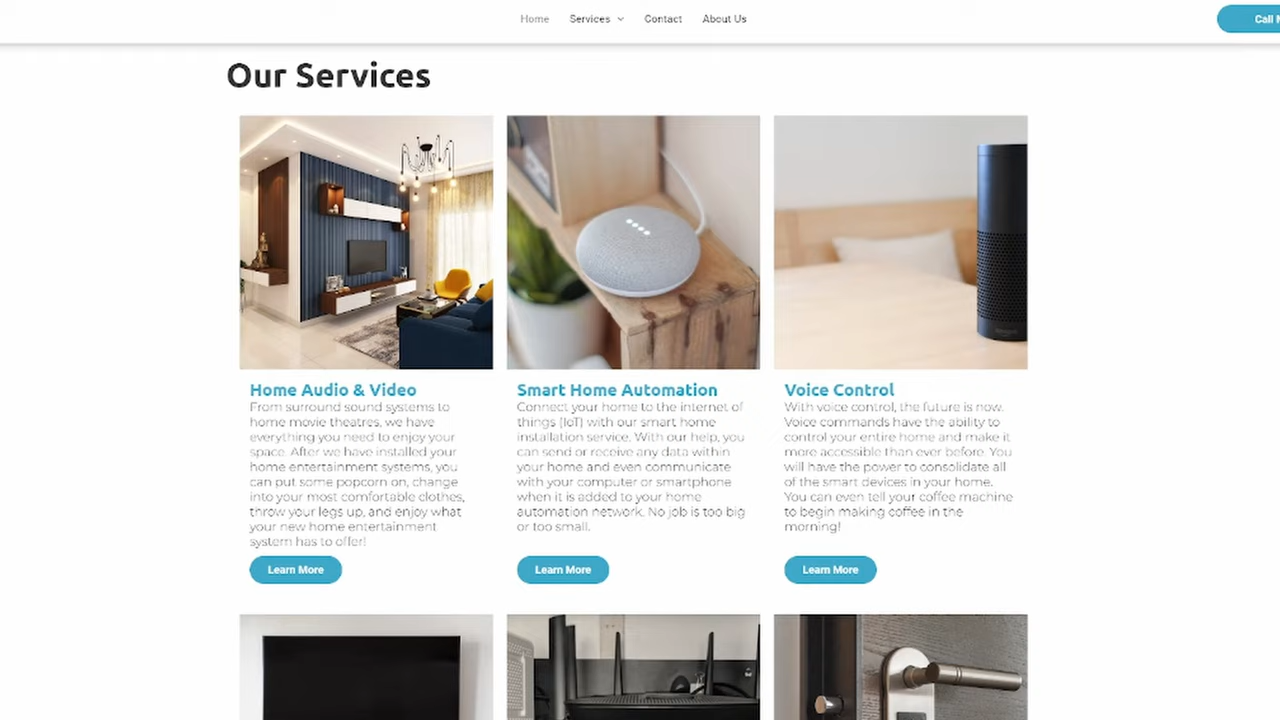 Home Services Contact About Us Call
Our Services
Home Audio & Video
From surround sound systems to
home movie theatres, we have
everything you need to enjoy your
space. After we have installed your
home entertainment systems, you
can put some popcorn on, change
into your most comfortable clothes,
throw your legs up, and enjoy what
your new home entertainment
system has to offer!
Learn More
Smart Home Automation
Connect your home to the internet of
things (IoT) with our smart home
installation service. With our help, you
can send or receive any data within
your home and even communicate
with your computer or smartphone
when it is added to your home
automation network. No job is too big
or too small.
Learn More
Voice Control
With voice control, the future is now.
Voice commands have the ability to
control your entire home and make it
more accessible than ever before. You
will have the power to consolidate all
of the smart devices in your home.
You can even tell your coffee machine
to begin making coffee in the
morning!
Learn More